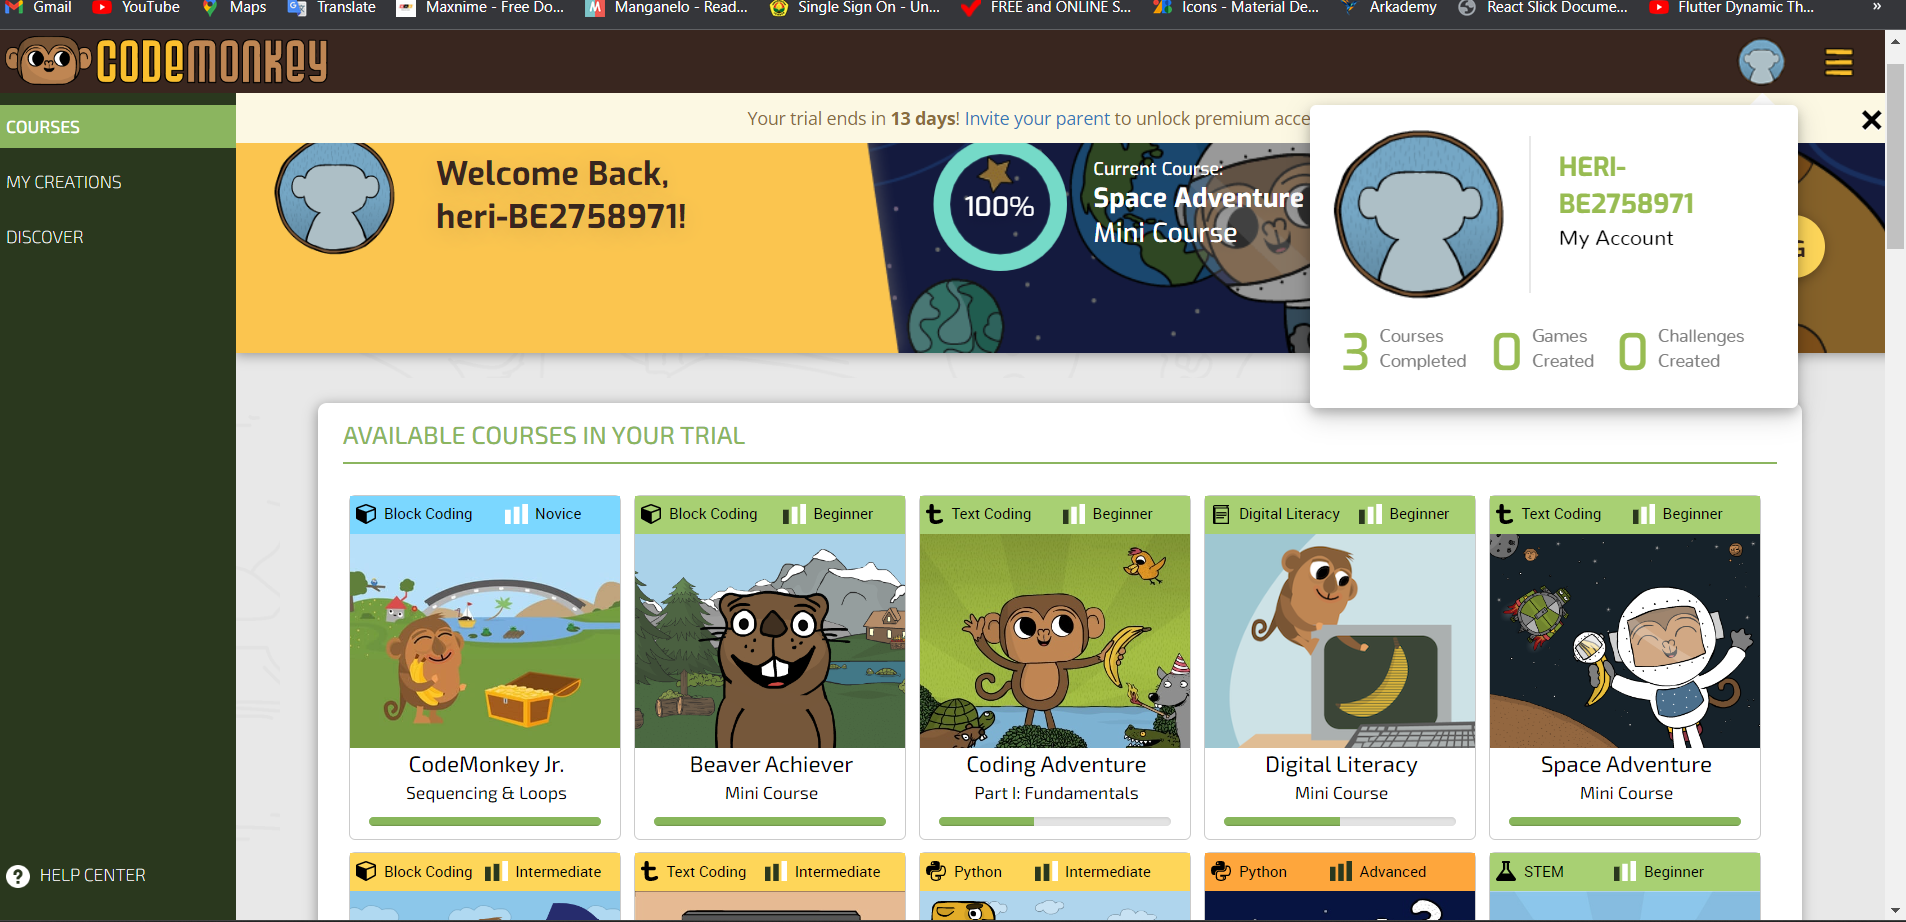 Gmail
YouTube
Maps
Translate
Maxnime - Free Do...
Manganelo - Read...
Single Sign On - Un...
FREE and ONLINE S...
Icons - Material De...
Arkademy
React Slick Docume...
Flutter Dynamic Th...
»
CODEMONKEY
COURSES
MY CREATIONS
DISCOVER
HELP CENTER
Your trial ends in 13 days! Invite your parent to unlock premium acce
Welcome Back,
heri-BE2758971!
100%
Current Course:
Space Adventure
Mini Course
G
HERI-
BE2758971
My Account
3 Courses Completed
0 Games Created
0 Challenges Created
AVAILABLE COURSES IN YOUR TRIAL
Block Coding Novice
CodeMonkey Jr.
Sequencing & Loops
Block Coding Beginner
Beaver Achiever
Mini Course
Text Coding Beginner
Coding Adventure
Part I: Fundamentals
Digital Literacy Beginner
Digital Literacy
Mini Course
Text Coding Beginner
Space Adventure
Mini Course
Block Coding Intermediate
Text Coding Intermediate
Python Intermediate
Python Advanced
?
STEM Beginner